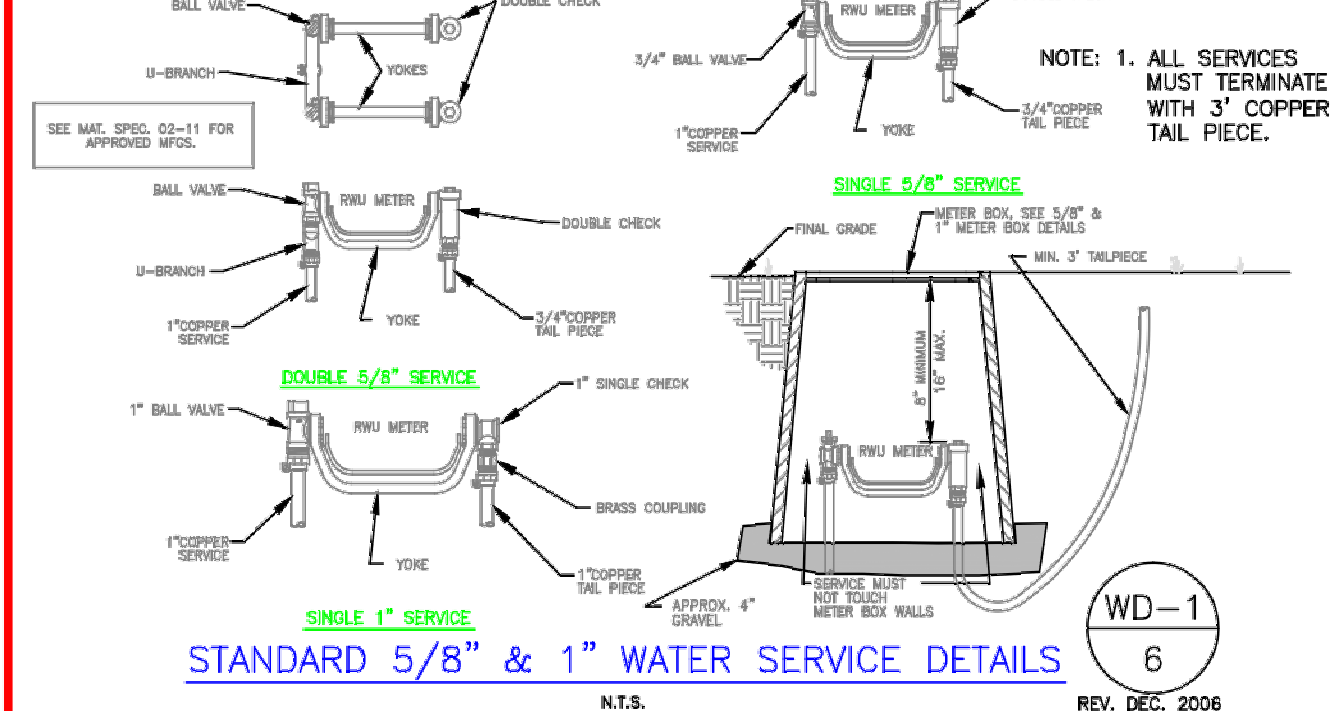 BALL VALVE
DOUBLE CHECK
U-BRANCH
YOKES
SEE MAT. SPEC. 02-11 FOR
APPROVED MFGS.
RWU METER
3/4" BALL VALVE
1"COPPER
SERVICE
YOKE
3/4"COPPER
TAIL PIECE
SINGLE 5/8" SERVICE
NOTE: 1. ALL SERVICES
MUST TERMINATE
WITH 3' COPPER
TAIL PIECE.
BALL VALVE
RWU METER
DOUBLE CHECK
U-BRANCH
1"COPPER
SERVICE
YOKE
3/4"COPPER
TAIL PIECE
DOUBLE 5/8" SERVICE
FINAL GRADE
METER BOX, SEE 5/8" &
1" METER BOX DETAILS
MIN. 3' TAILPIECE
8" MINIMUM
16" MAX.
RWU METER
SERVICE MUST
NOT TOUCH
METER BOX WALLS
APPROX. 4"
GRAVEL
1" BALL VALVE
RWU METER
1" SINGLE CHECK
BRASS COUPLING
1"COPPER
SERVICE
YOKE
1"COPPER
TAIL PIECE
SINGLE 1" SERVICE
STANDARD 5/8" & 1" WATER SERVICE DETAILS
N.T.S.
WD-1
6
REV. DEC. 2006